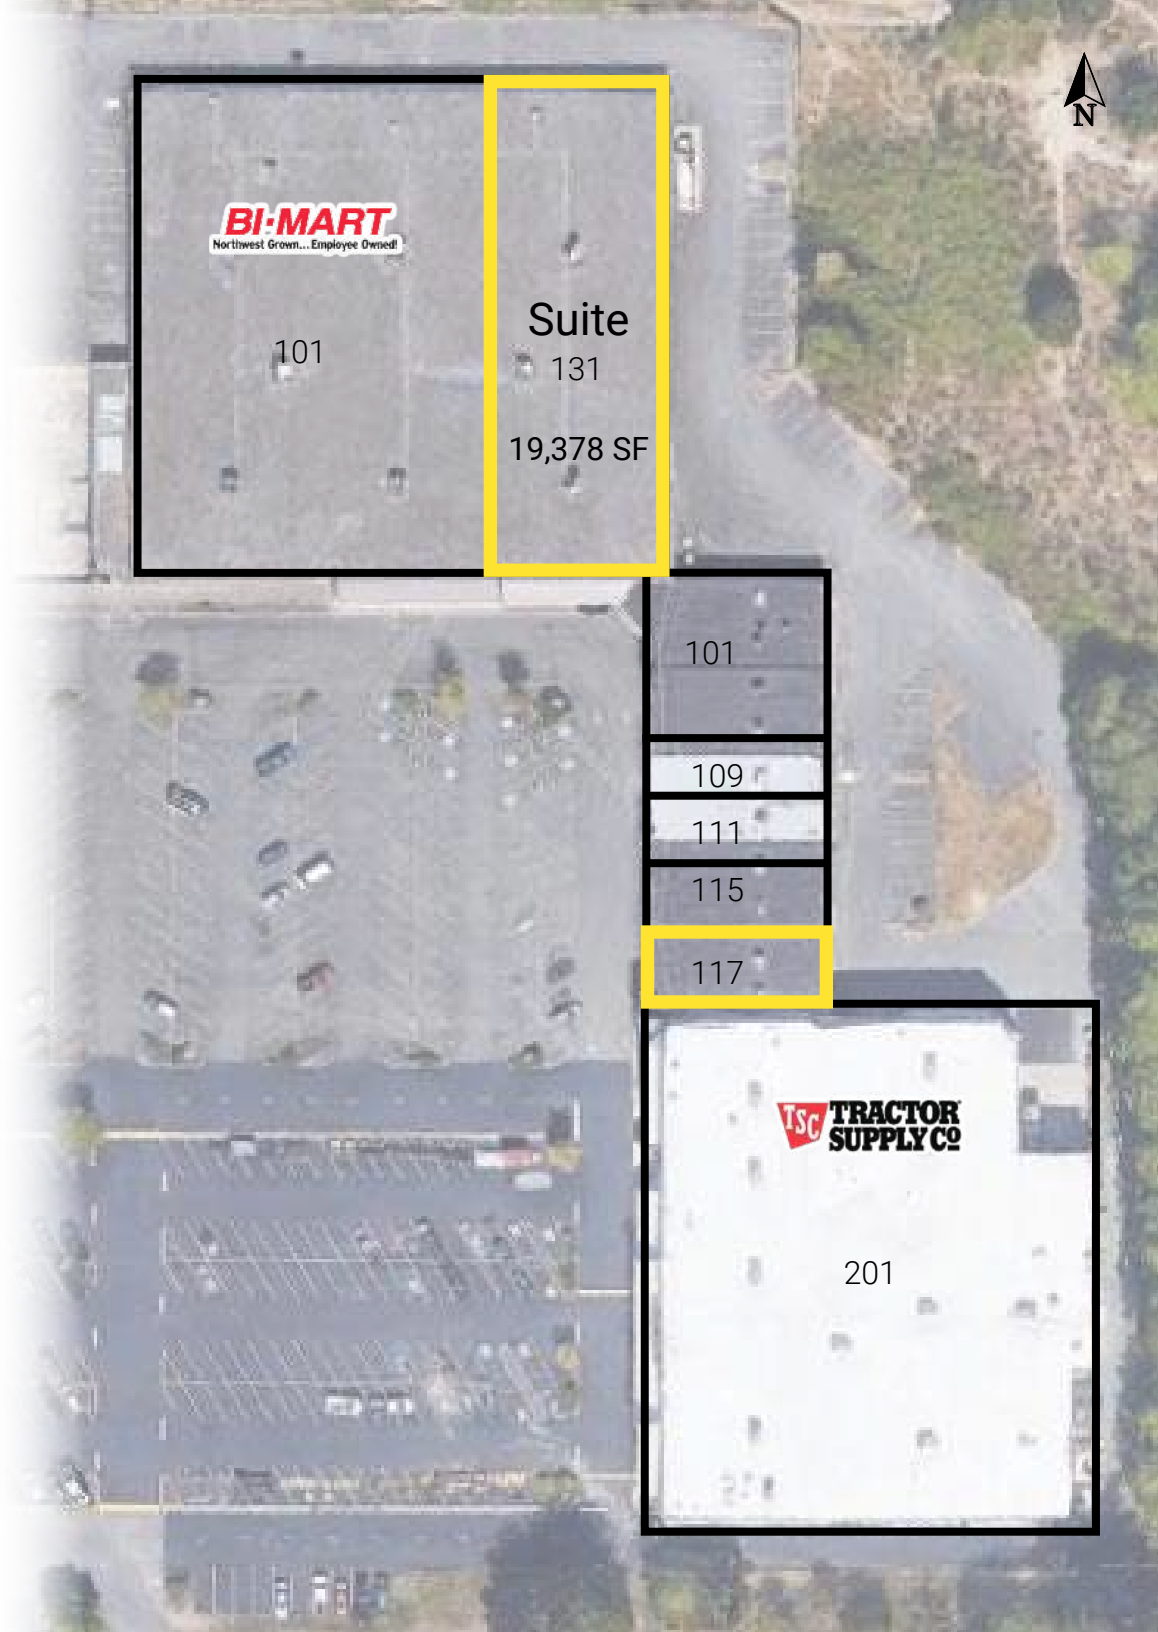 N
BI·MART
Northwest Grown... Employee Owned!
101
Suite
131
19,378 SF
101
109
111
115
117
TSC TRACTOR
SUPPLY CO
201